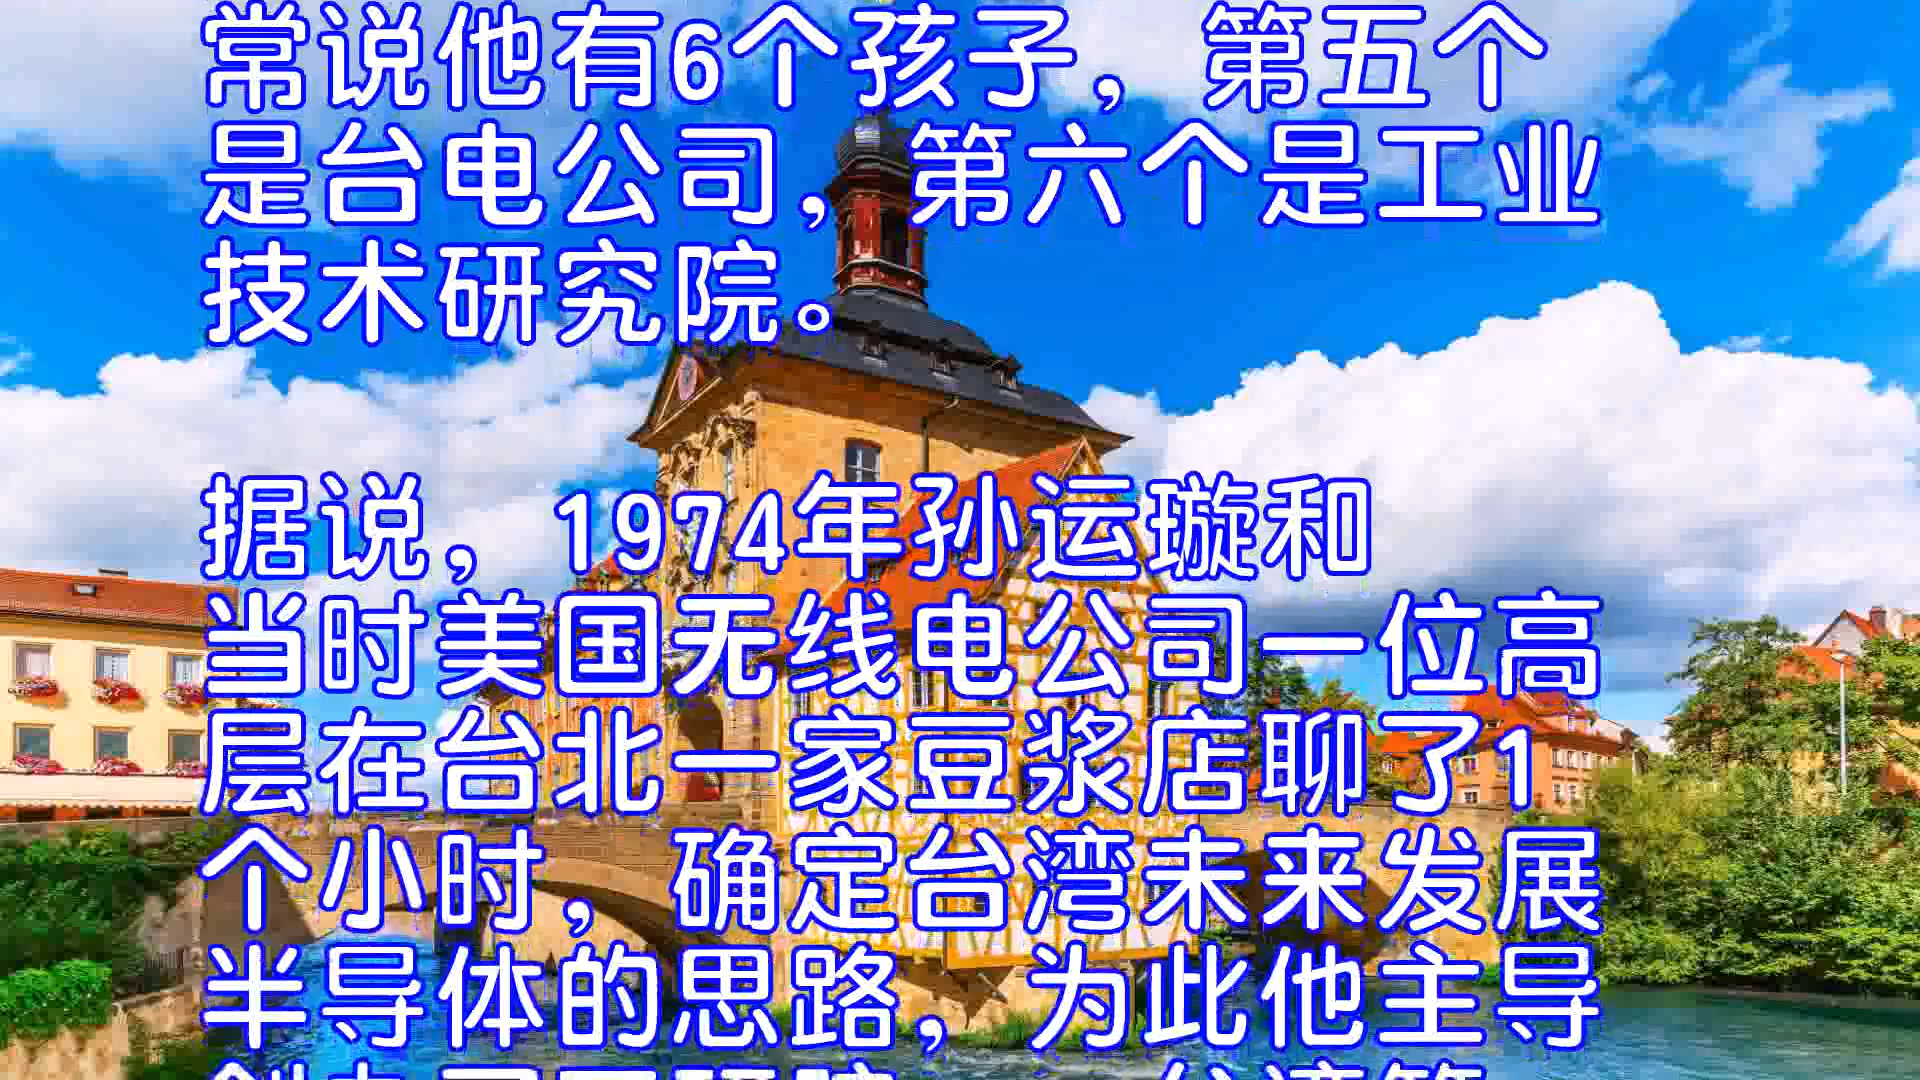 常说他有6个孩子，第五个
是台电公司，第六个是工业
技术研究院。
据说，1974年孙运璇和
当时美国无线电公司一位高
层在台北一家豆浆店聊了1
个小时，确定台湾未来发展
半导体的思路，为此他主导